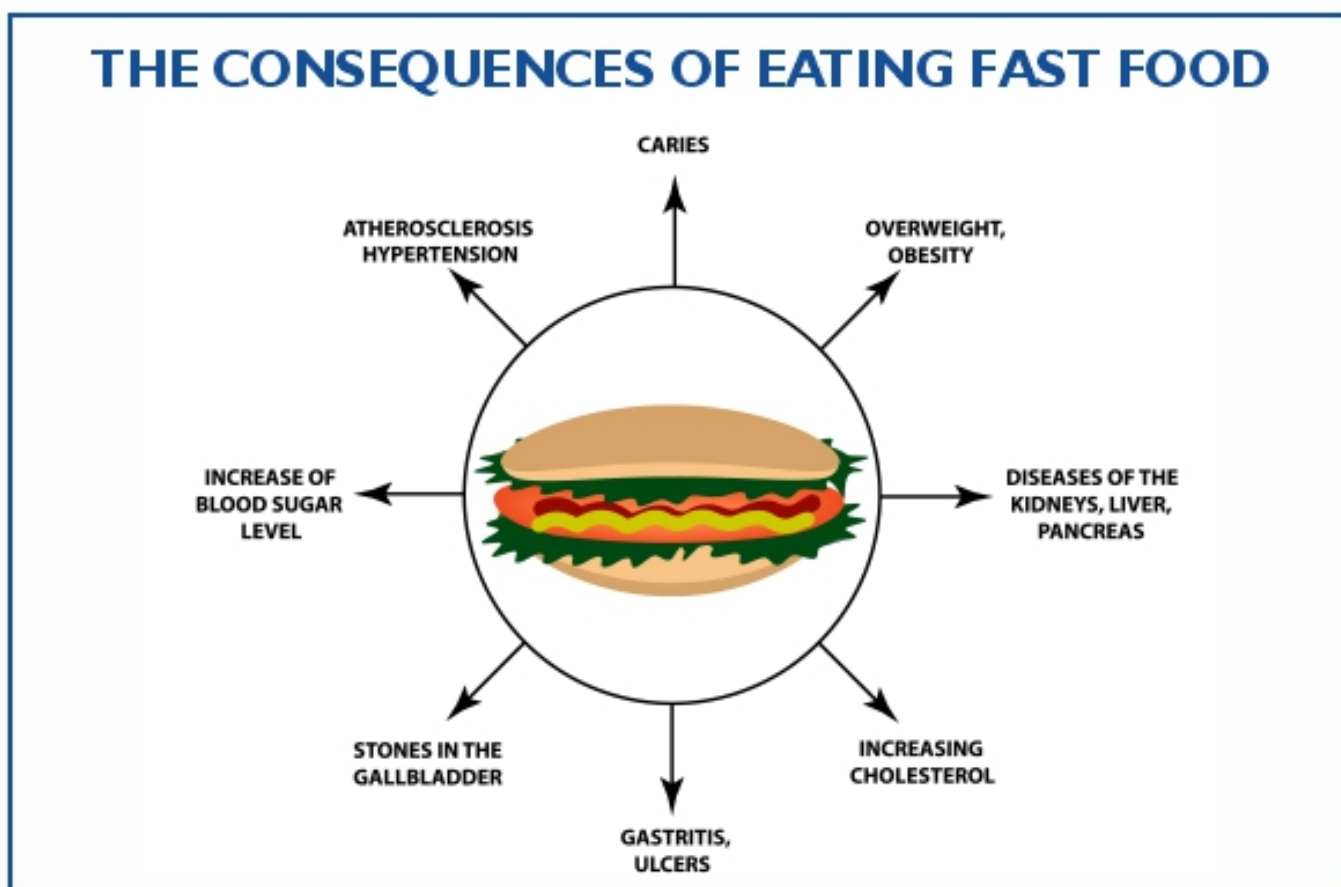 THE CONSEQUENCES OF EATING FAST FOOD
CARIES
ATHEROSCLEROSIS
HYPERTENSION
OVERWEIGHT,
OBESITY
INCREASE OF
BLOOD SUGAR
LEVEL
DISEASES OF THE
KIDNEYS, LIVER,
PANCREAS
STONES IN THE
GALLBLADDER
INCREASING
CHOLESTEROL
GASTRITIS,
ULCERS